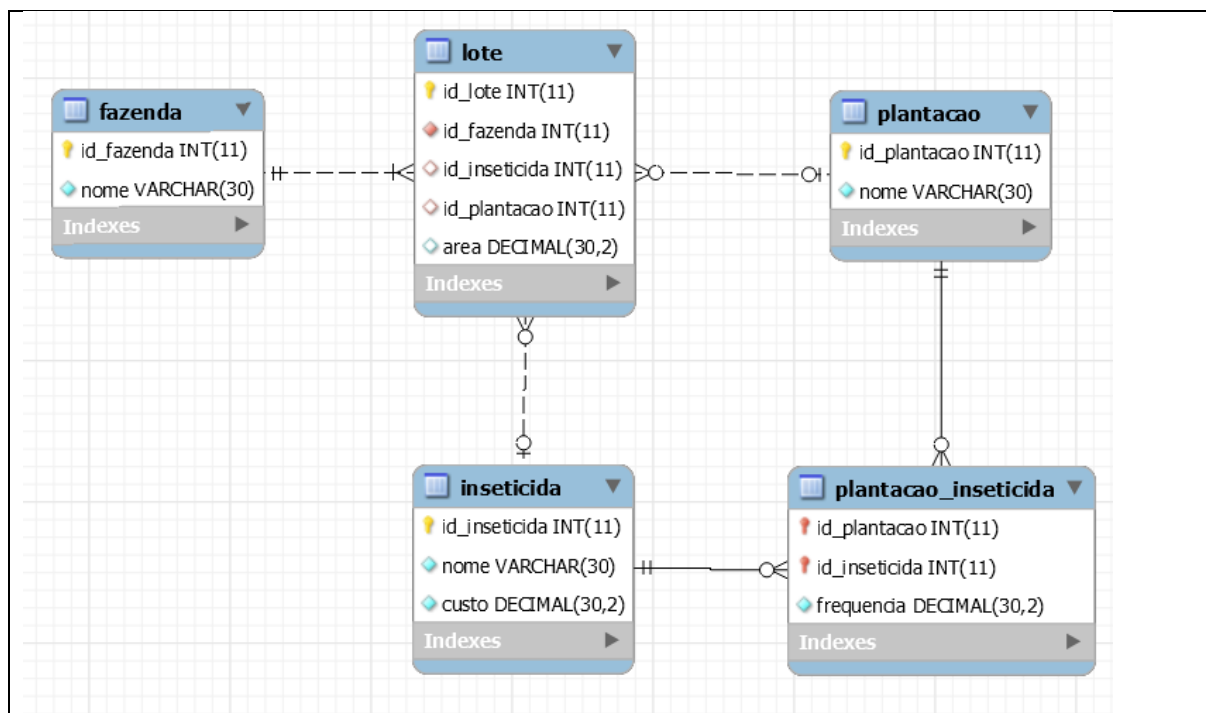 lote
id_lote INT(11)
id_fazenda INT(11)
id_inseticida INT(11)
id_plantacao INT(11)
area DECIMAL(30,2)
Indexes
fazenda
id_fazenda INT(11)
nome VARCHAR(30)
Indexes
plantacao
id_plantacao INT(11)
nome VARCHAR(30)
Indexes
inseticida
id_inseticida INT(11)
nome VARCHAR(30)
custo DECIMAL(30,2)
Indexes
plantacao_inseticida
id_plantacao INT(11)
id_inseticida INT(11)
frequencia DECIMAL(30,2)
Indexes